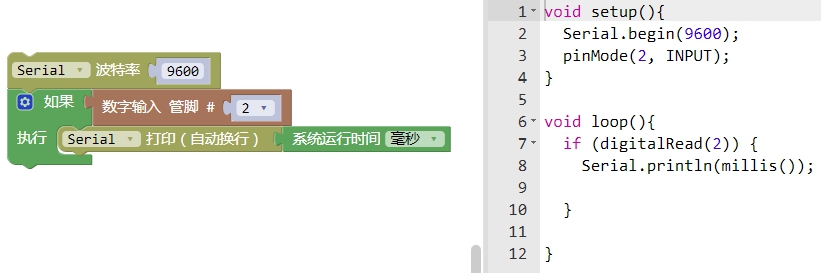 Serial 波特率 9600
如果 数字输入 管脚 # 2
执行 Serial 打印（自动换行） 系统运行时间 毫秒
1 void setup(){
2 Serial.begin(9600);
3 pinMode(2, INPUT);
4 }
5
6 void loop(){
7 if (digitalRead(2)) {
8 Serial.println(millis());
9
10 }
11
12 }